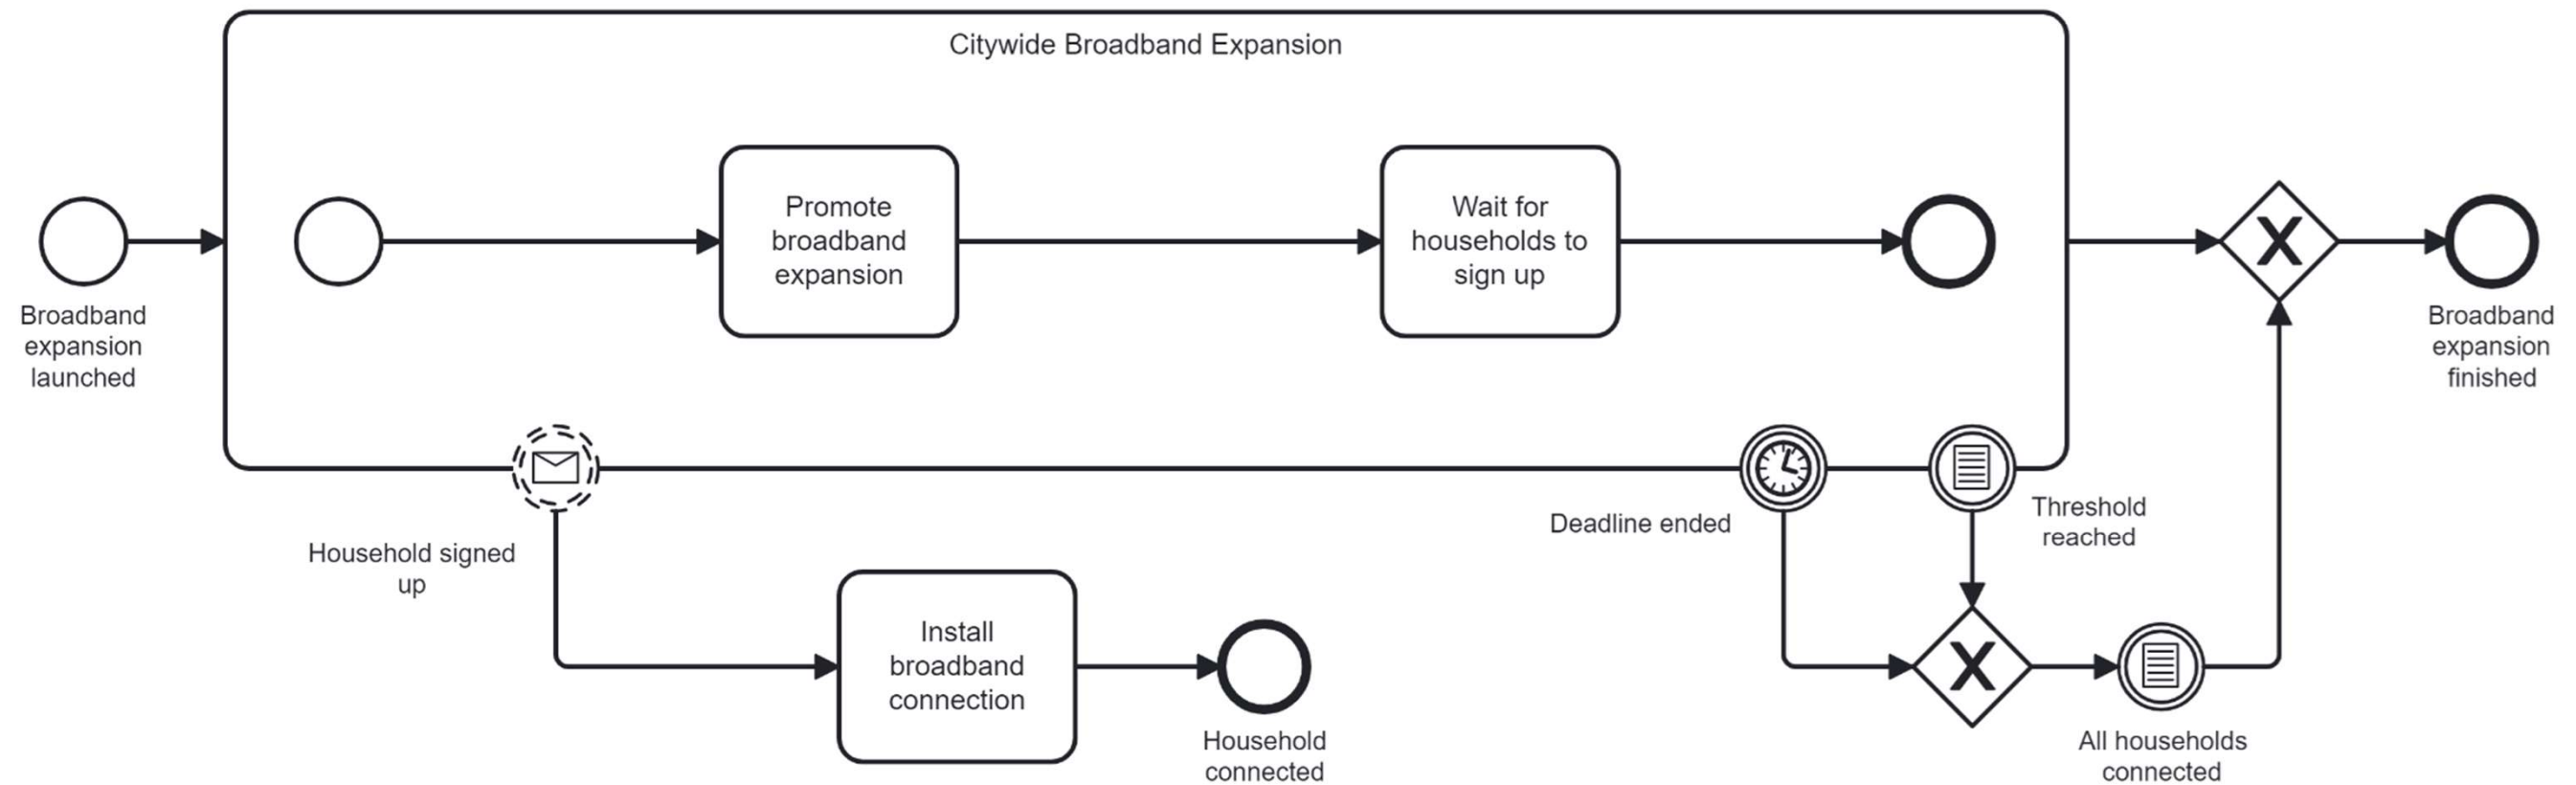 Citywide Broadband Expansion
Broadband
expansion
launched
Promote
broadband
expansion
Wait for
households to
sign up
Broadband
expansion
finished
Household signed
up
Deadline ended
Threshold
reached
Install
broadband
connection
Household
connected
All households
connected